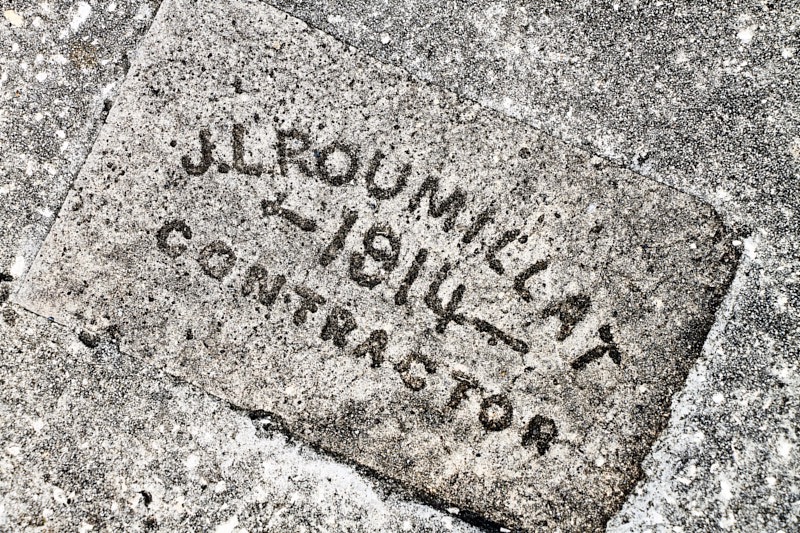 J.L.ROUMILLAT
-1914-
CONTRACTOR